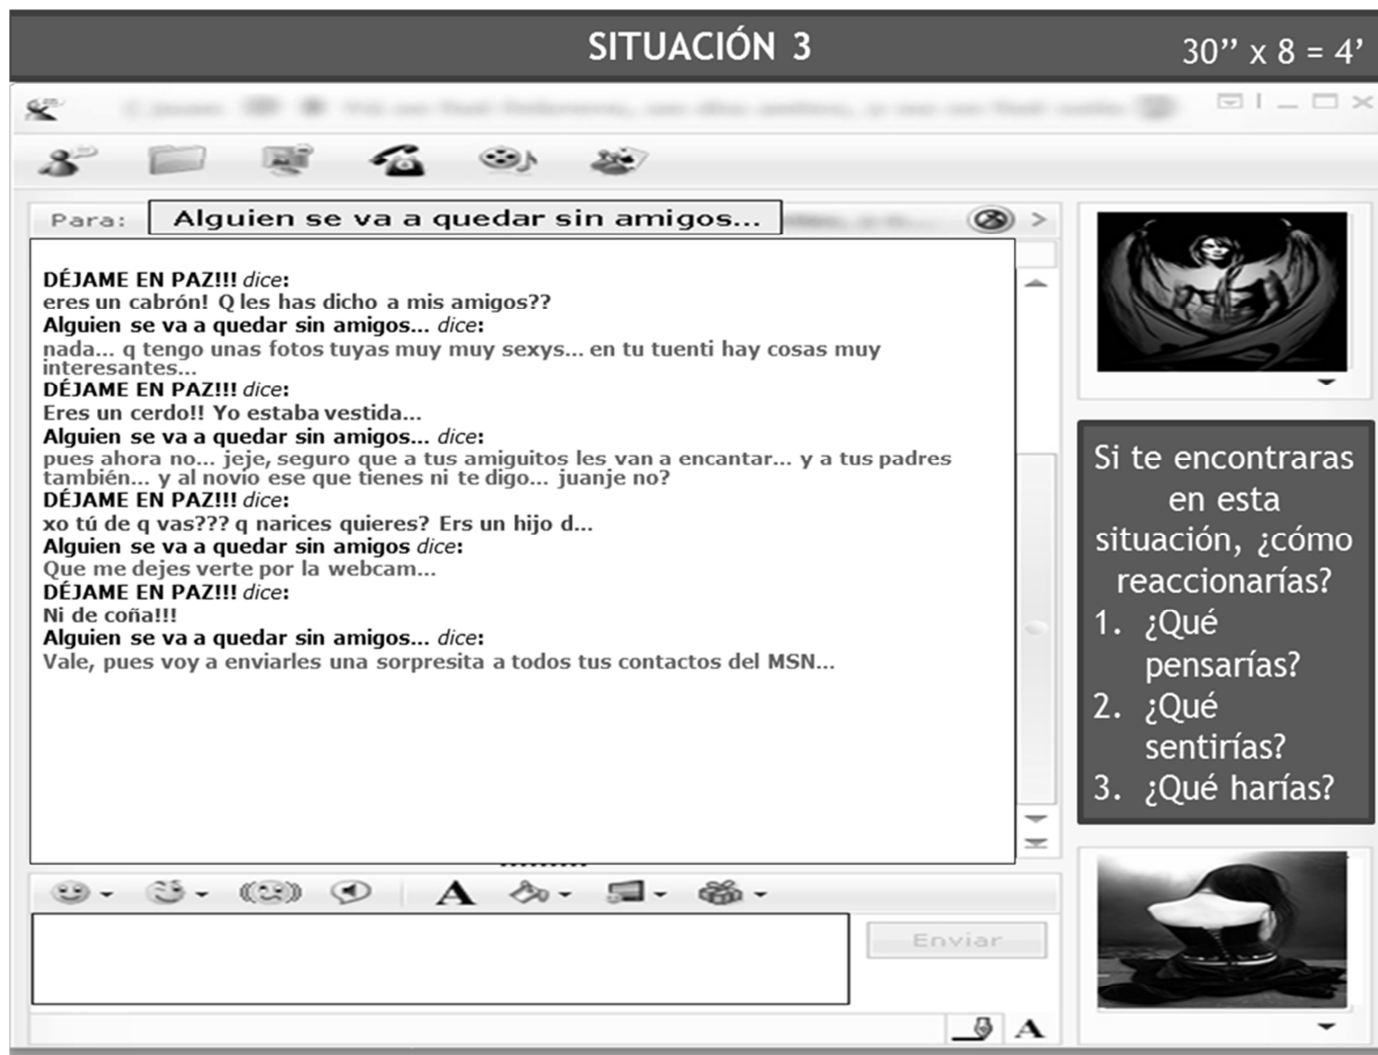 SITUACIÓN 3
30’’ x 8 = 4’
Para:
Alguien se va a quedar sin amigos...
DÉJAME EN PAZ!!! dice:
eres un cabrón! Q les has dicho a mis amigos??
Alguien se va a quedar sin amigos... dice:
nada... q tengo unas fotos tuyas muy muy sexys... en tu tuenti hay cosas muy
interesantes...
DÉJAME EN PAZ!!! dice:
Eres un cerdo!! Yo estaba vestida...
Alguien se va a quedar sin amigos... dice:
pues ahora no... jeje, seguro que a tus amiguitos les van a encantar... y a tus padres
también... y al novio ese que tienes ni te digo... juanje no?
DÉJAME EN PAZ!!! dice:
xo tú de q vas??? q narices quieres? Ers un hijo d...
Alguien se va a quedar sin amigos dice:
Que me dejes verte por la webcam...
DÉJAME EN PAZ!!! dice:
Ni de coña!!!
Alguien se va a quedar sin amigos... dice:
Vale, pues voy a enviarles una sorpresita a todos tus contactos del MSN...
Si te encontraras
en esta
situación, ¿cómo
reaccionarías?
1. ¿Qué
pensarías?
2. ¿Qué
sentirías?
3. ¿Qué harías?
A
Enviar
A